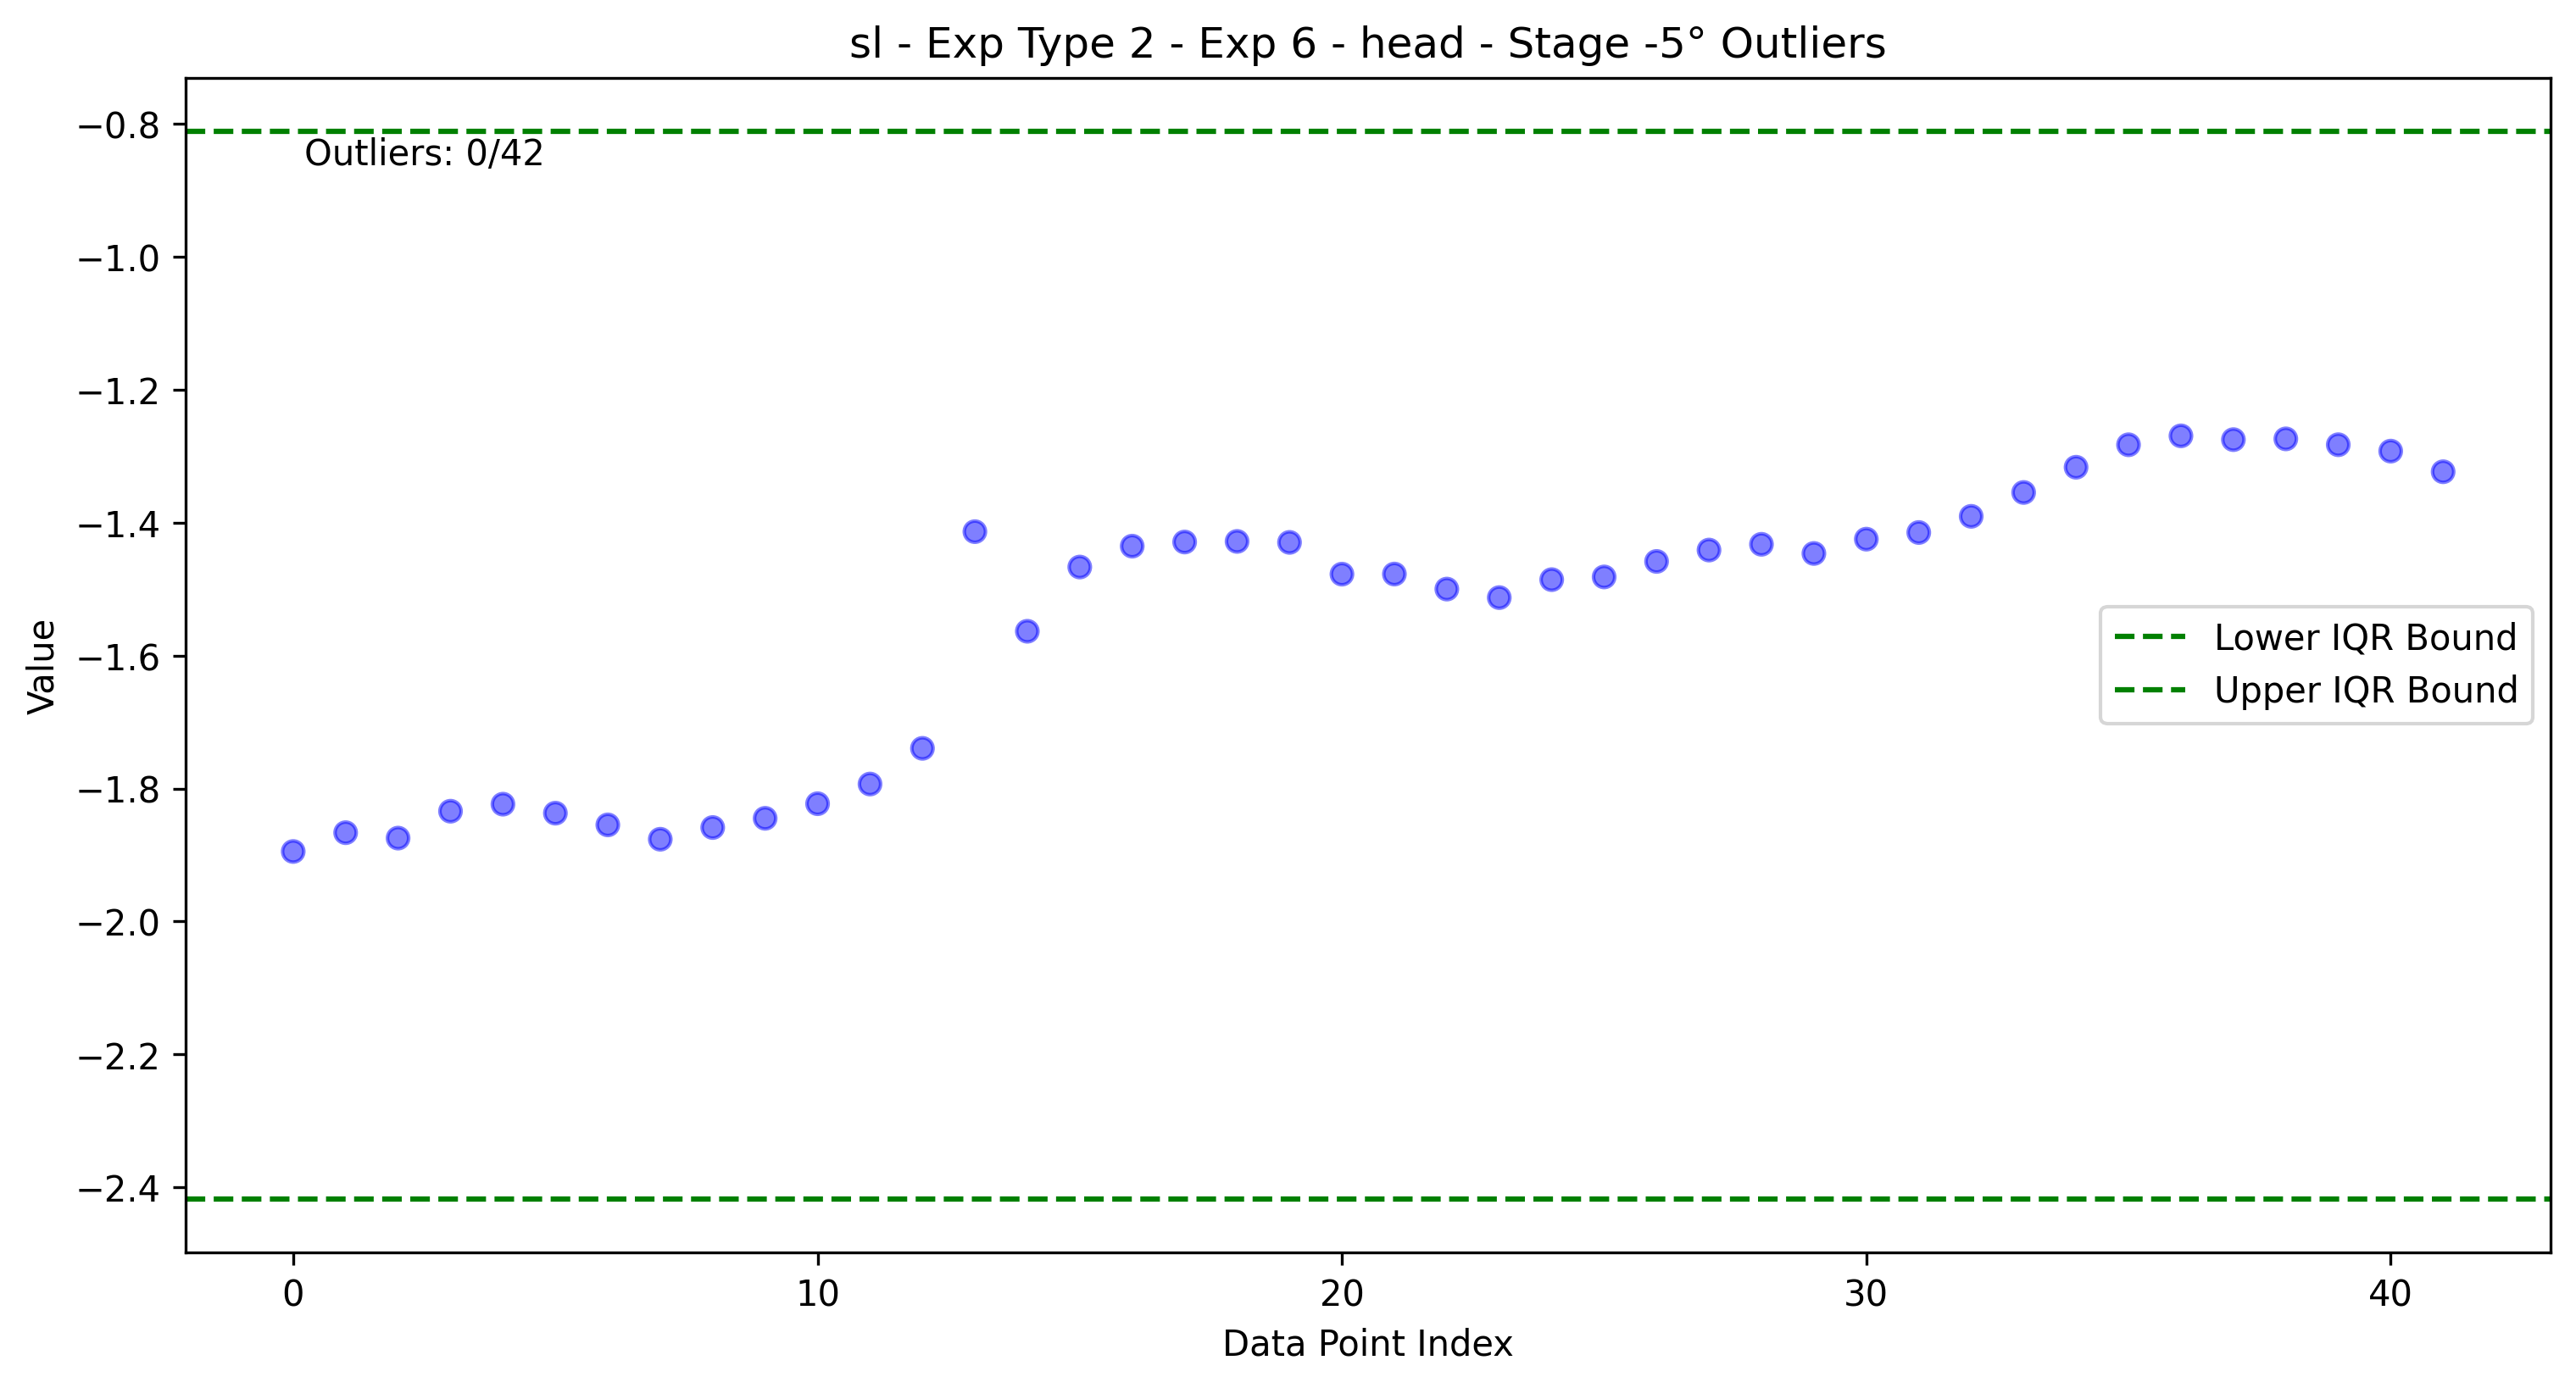 sl - Exp Type 2 - Exp 6 - head - Stage -5° Outliers
Outliers: 0/42
−0.8
−1.0
−1.2
−1.4
−1.6
−1.8
−2.0
−2.2
−2.4
Value
Lower IQR Bound
Upper IQR Bound
0 10 20 30 40
Data Point Index